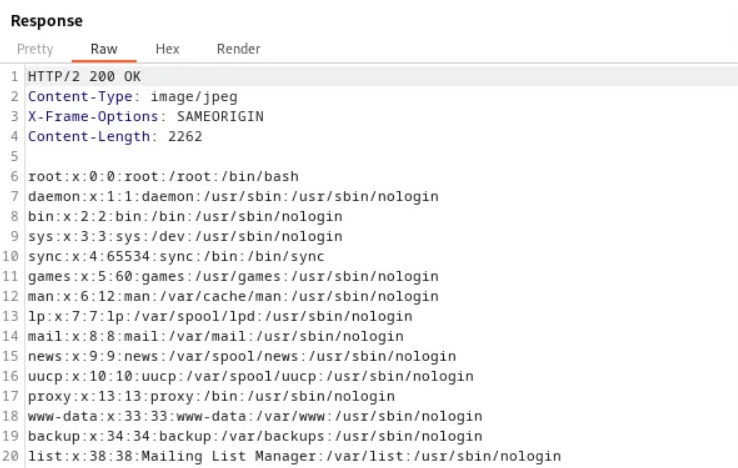 Response
Pretty Raw Hex Render
1 HTTP/2 200 OK
2 Content-Type: image/jpeg
3 X-Frame-Options: SAMEORIGIN
4 Content-Length: 2262
5
6 root:x:0:0:root:/root:/bin/bash
7 daemon:x:1:1:daemon:/usr/sbin:/usr/sbin/nologin
8 bin:x:2:2:bin:/bin:/usr/sbin/nologin
9 sys:x:3:3:sys:/dev:/usr/sbin/nologin
10 sync:x:4:65534:sync:/bin:/bin/sync
11 games:x:5:60:games:/usr/games:/usr/sbin/nologin
12 man:x:6:12:man:/var/cache/man:/usr/sbin/nologin
13 lp:x:7:7:lp:/var/spool/lpd:/usr/sbin/nologin
14 mail:x:8:8:mail:/var/mail:/usr/sbin/nologin
15 news:x:9:9:news:/var/spool/news:/usr/sbin/nologin
16 uucp:x:10:10:uucp:/var/spool/uucp:/usr/sbin/nologin
17 proxy:x:13:13:proxy:/bin:/usr/sbin/nologin
18 www-data:x:33:33:www-data:/var/www:/usr/sbin/nologin
19 backup:x:34:34:backup:/var/backups:/usr/sbin/nologin
20 list:x:38:38:Mailing List Manager:/var/list:/usr/sbin/nologin